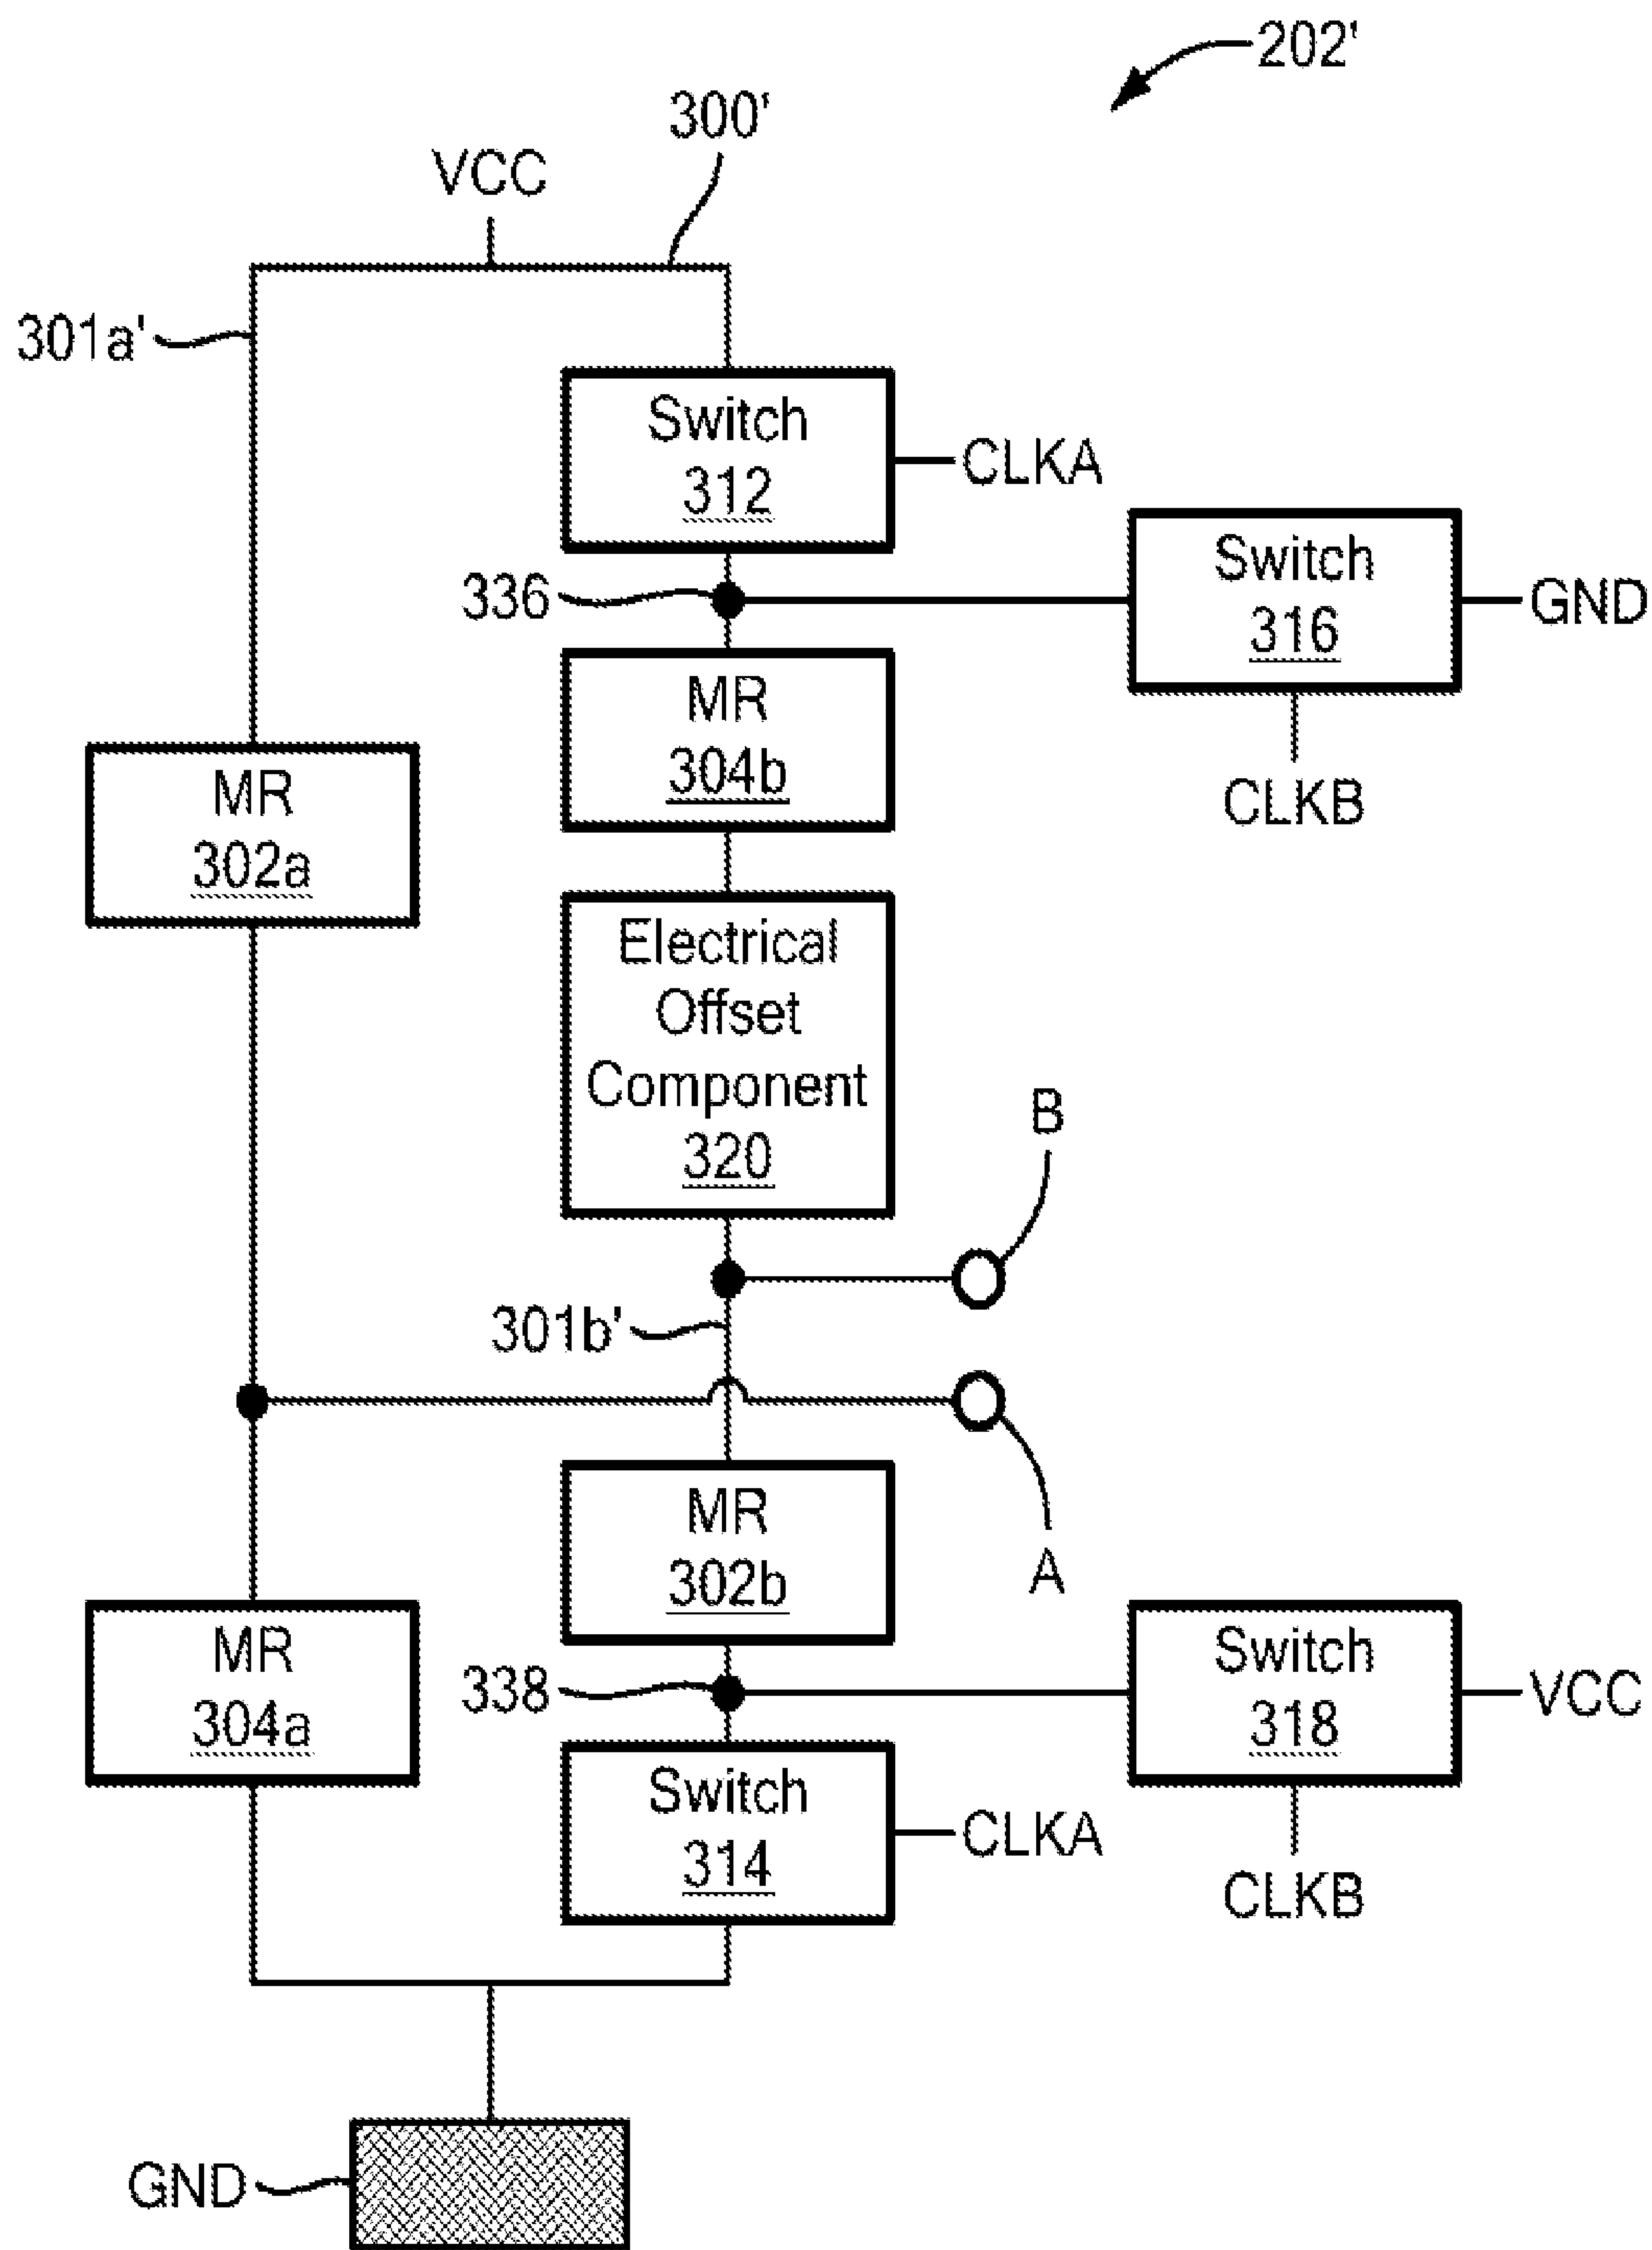 202'
300'
VCC
301a'
Switch
312
CLKA
336
Switch
316
GND
MR
304b
CLKB
MR
302a
Electrical
Offset
Component
320
B
301b'
MR
302b
A
MR
304a
338
Switch
318
VCC
Switch
314
CLKA
CLKB
GND